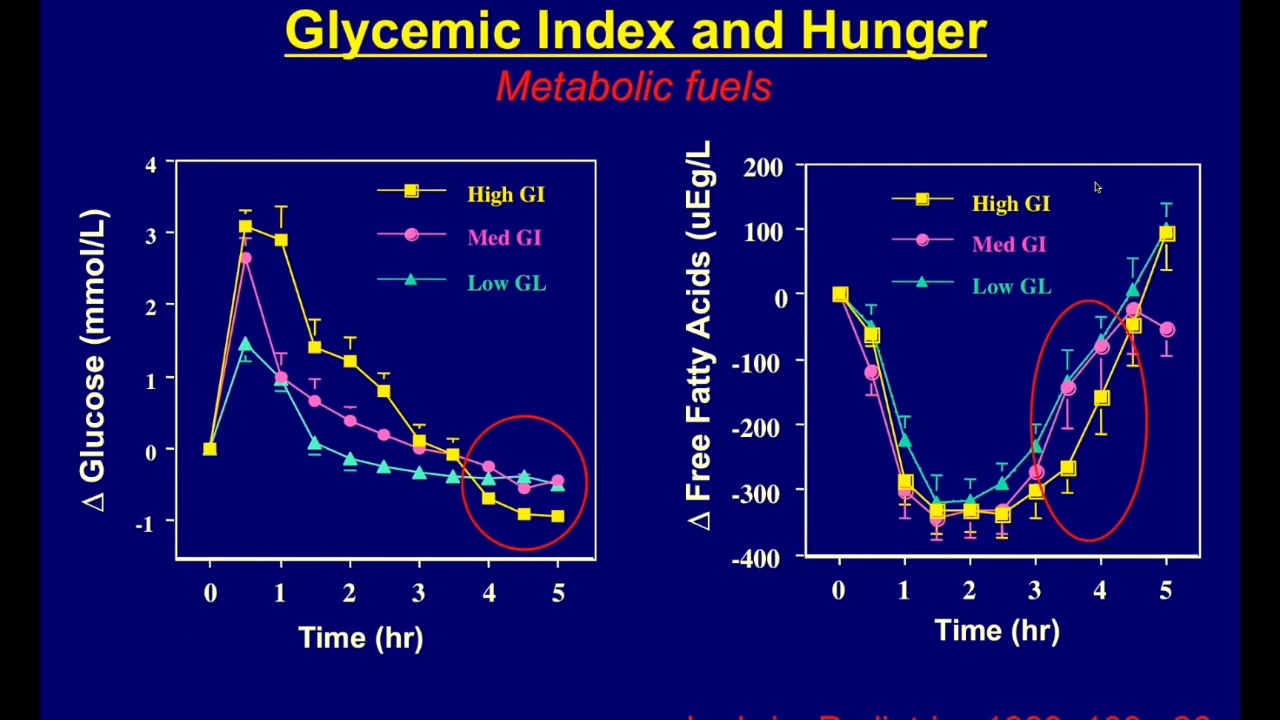 Glycemic Index and Hunger
Metabolic fuels
Δ Glucose (mmol/L)
4
3
2
1
0
-1
High GI
Med GI
Low GL
0 1 2 3 4 5
Time (hr)
Δ Free Fatty Acids (uEg/L
200
100
0
-100
-200
-300
-400
High GI
Med GI
Low GL
0 1 2 3 4 5
Time (hr)